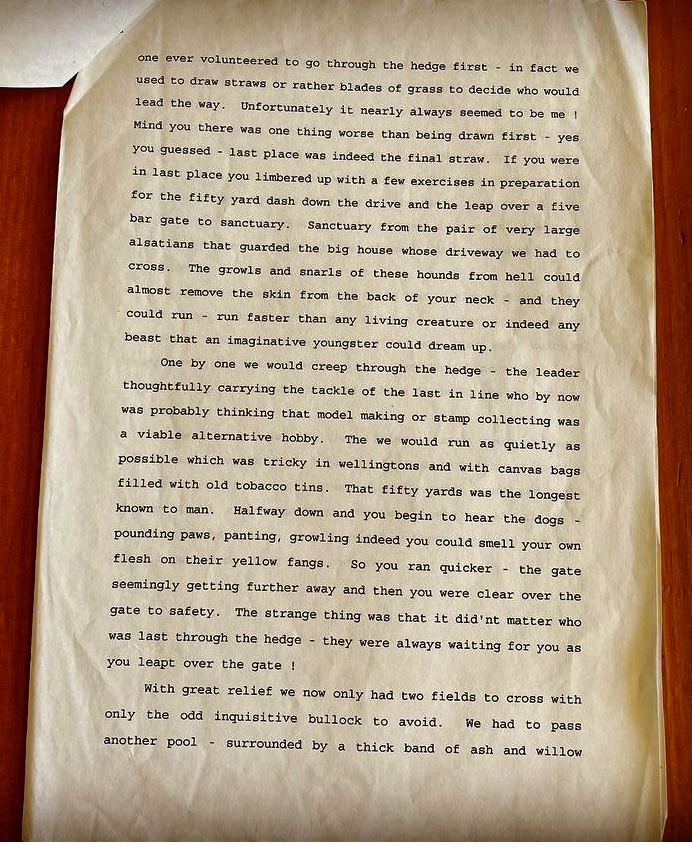 one ever volunteered to go through the hedge first - in fact we
used to draw straws or rather blades of grass to decide who would
lead the way. Unfortunately it nearly always seemed to be me !
Mind you there was one thing worse than being drawn first - yes
you guessed - last place was indeed the final straw. If you were
in last place you limbered up with a few exercises in preparation
for the fifty yard dash down the drive and the leap over a five
bar gate to sanctuary. Sanctuary from the pair of very large
alsatians that guarded the big house whose driveway we had to
cross. The growls and snarls of these hounds from hell could
almost remove the skin from the back of your neck - and they
could run - run faster than any living creature or indeed any
beast that an imaginative youngster could dream up.
One by one we would creep through the hedge - the leader
thoughtfully carrying the tackle of the last in line who by now
was probably thinking that model making or stamp collecting was
a viable alternative hobby. The we would run as quietly as
possible which was tricky in wellingtons and with canvas bags
filled with old tobacco tins. That fifty yards was the longest
known to man. Halfway down and you begin to hear the dogs -
pounding paws, panting, growling indeed you could smell your own
flesh on their yellow fangs. So you ran quicker - the gate
seemingly getting further away and then you were clear over the
gate to safety. The strange thing was that it did'nt matter who
was last through the hedge - they were always waiting for you as
you leapt over the gate !
With great relief we now only had two fields to cross with
only the odd inquisitive bullock to avoid. We had to pass
another pool - surrounded by a thick band of ash and willow